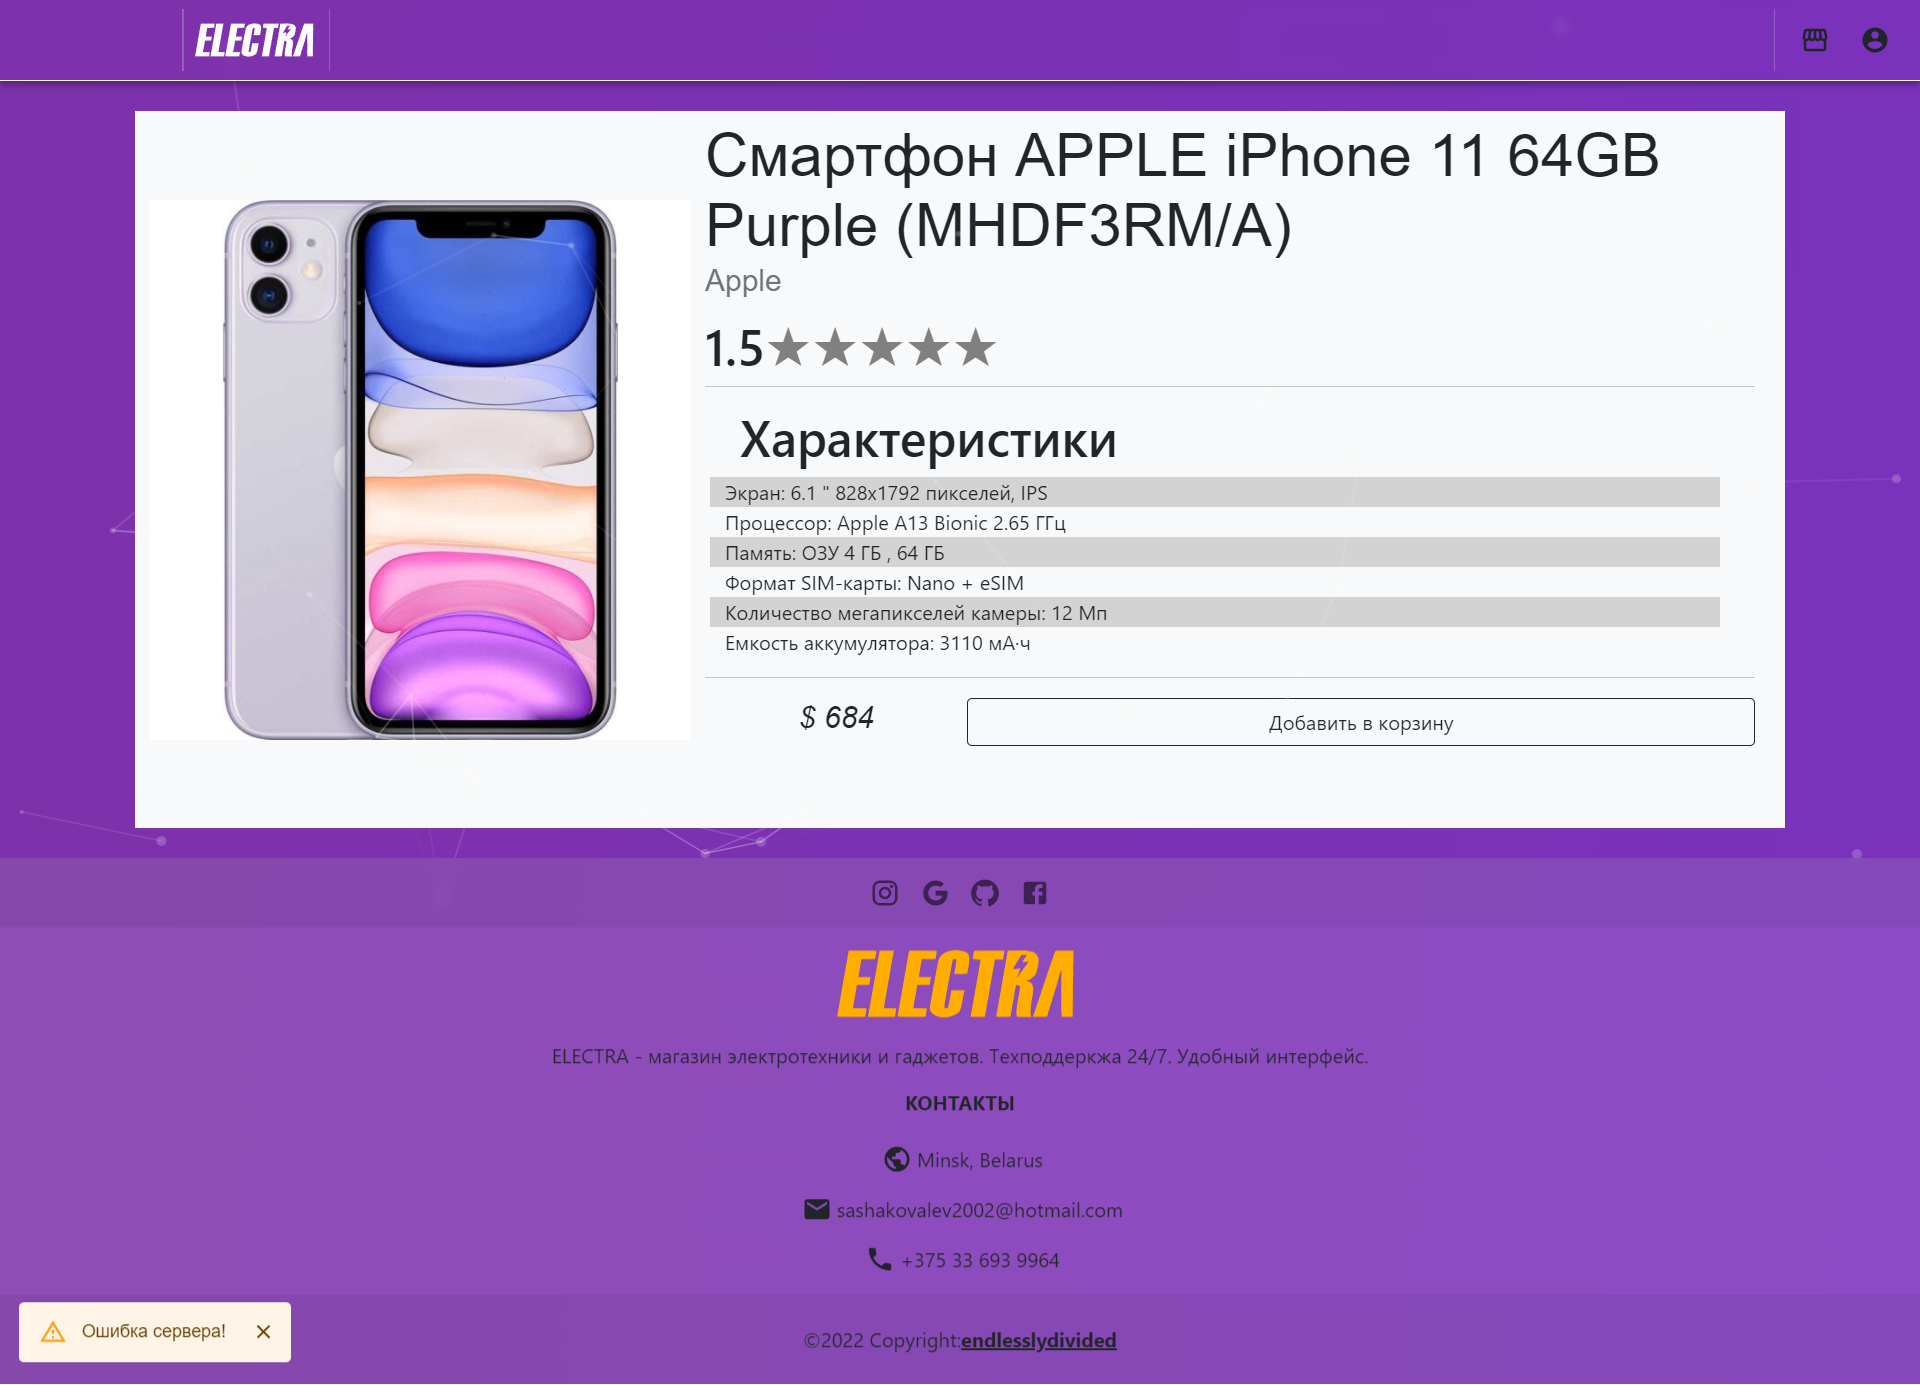 ELECTRA
Смартфон APPLE iPhone 11 64GB
Purple (MHDF3RM/A)
Apple
1.5
Характеристики
Экран: 6.1 " 828x1792 пикселей, IPS
Процессор: Apple A13 Bionic 2.65 ГГц
Память: ОЗУ 4 ГБ , 64 ГБ
Формат SIM-карты: Nano + eSIM
Количество мегапикселей камеры: 12 Мп
Емкость аккумулятора: 3110 мА·ч
$ 684
Добавить в корзину
ELECTRA
ELECTRA - магазин электротехники и гаджетов. Техподдеркжа 24/7. Удобный интерфейс.
КОНТАКТЫ
Minsk, Belarus
sashakovalev2002@hotmail.com
+375 33 693 9964
Ошибка сервера!
©2022 Copyright:endlesslydivided